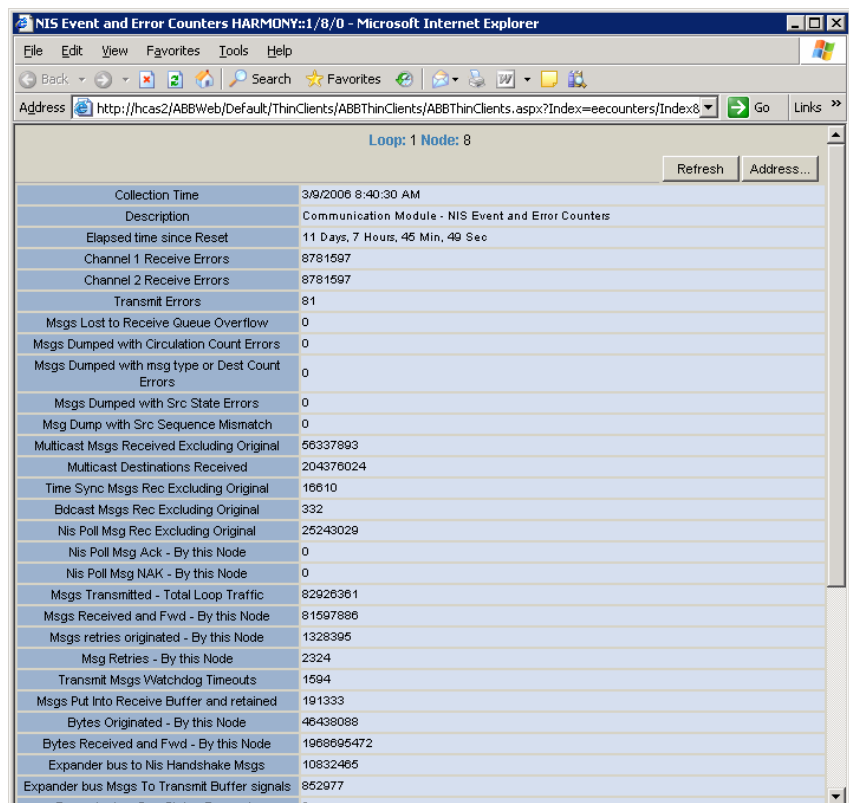 NIS Event and Error Counters HARMONY::1/8/0 - Microsoft Internet Explorer
File Edit View Favorites Tools Help
Back Search Favorites
Address http://hcas2/ABBWeb/Default/ThinClients/ABBThinClients/ABBThinClients.aspx?Index=eecounters/Index8 Go Links »
Loop: 1 Node: 8
Refresh Address...
Collection Time 3/9/2006 8:40:30 AM
Description Communication Module - NIS Event and Error Counters
Elapsed time since Reset 11 Days, 7 Hours, 45 Min, 49 Sec
Channel 1 Receive Errors 8781597
Channel 2 Receive Errors 8781597
Transmit Errors 81
Msgs Lost to Receive Queue Overflow 0
Msgs Dumped with Circulation Count Errors 0
Msgs Dumped with msg type or Dest Count
Errors 0
Msgs Dumped with Src State Errors 0
Msg Dump with Src Sequence Mismatch 0
Multicast Msgs Received Excluding Original 56337893
Multicast Destinations Received 204376024
Time Sync Msgs Rec Excluding Original 16610
Bdcast Msgs Rec Excluding Original 332
Nis Poll Msg Rec Excluding Original 25243029
Nis Poll Msg Ack - By this Node 0
Nis Poll Msg NAK - By this Node 0
Msgs Transmitted - Total Loop Traffic 82926361
Msgs Received and Fwd - By this Node 81597886
Msgs retries originated - By this Node 1328395
Msg Retries - By this Node 2324
Transmit Msgs Watchdog Timeouts 1594
Msgs Put Into Receive Buffer and retained 191333
Bytes Originated - By this Node 46438088
Bytes Received and Fwd - By this Node 1968695472
Expander bus to Nis Handshake Msgs 10832465
Expander bus Msgs To Transmit Buffer signals 852977